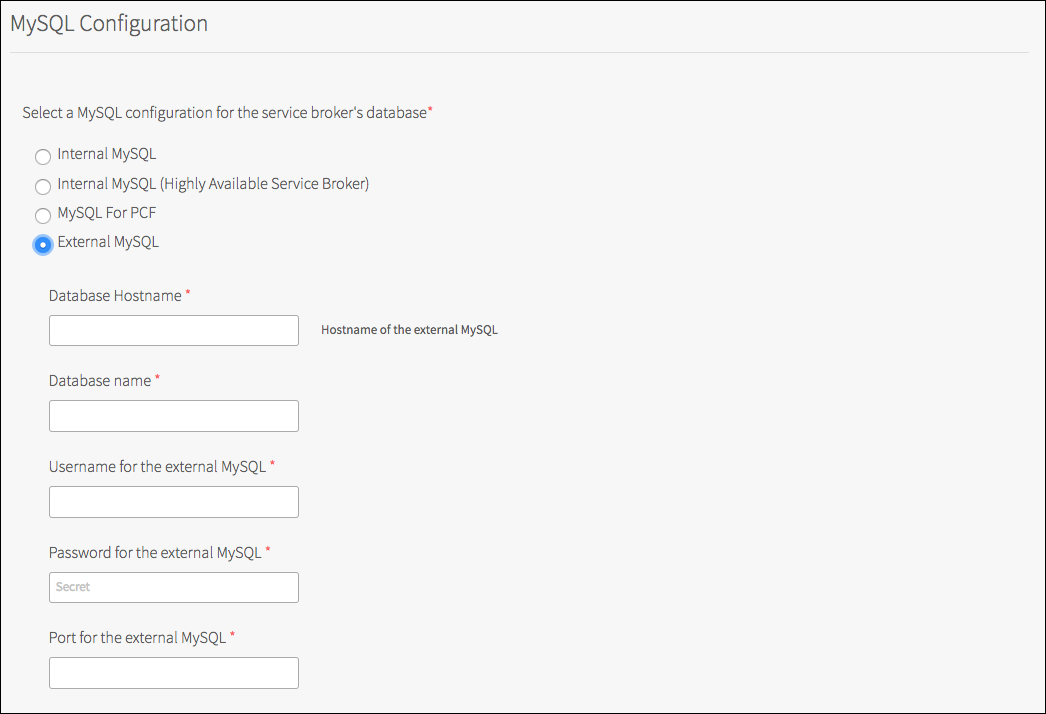 MySQL Configuration
Select a MySQL configuration for the service broker's database*
Internal MySQL
Internal MySQL (Highly Available Service Broker)
MySQL For PCF
External MySQL
Database Hostname *
Hostname of the external MySQL
Database name *
Username for the external MySQL *
Password for the external MySQL *
Secret
Port for the external MySQL *